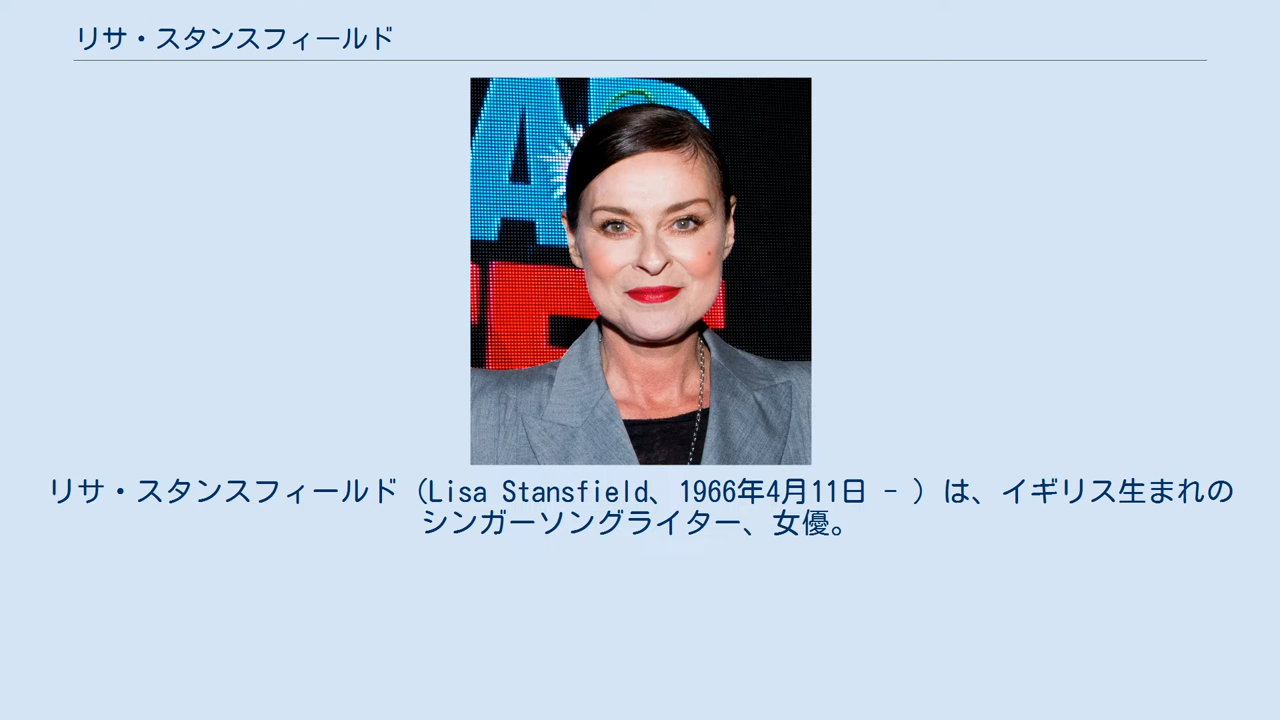 リサ・スタンスフィールド
リサ・スタンスフィールド（Lisa Stansfield、1966年4月11日 - ）は、イギリス生まれの
シンガーソングライター、女優。